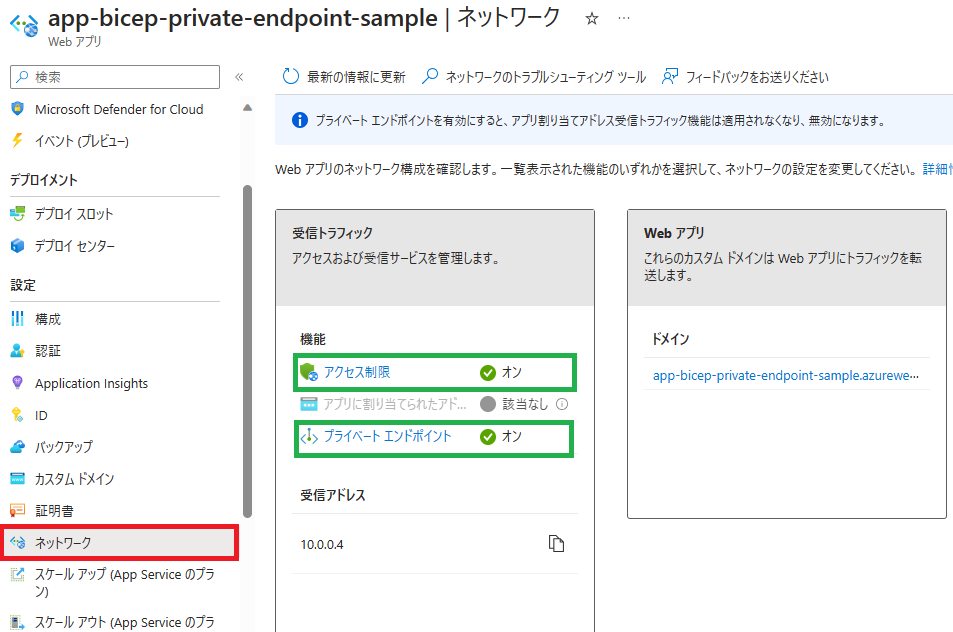 app-bicep-private-endpoint-sample | ネットワーク ☆ …
Web アプリ
検索
«
Microsoft Defender for Cloud
イベント (プレビュー)
デプロイメント
デプロイ スロット
デプロイ センター
設定
構成
認証
Application Insights
ID
バックアップ
カスタム ドメイン
証明書
ネットワーク
スケール アップ (App Service のプラ
ン)
スケール アウト (App Service のプラ
最新の情報に更新 ネットワークのトラブルシューティング ツール フィードバックをお送りください
プライベート エンドポイントを有効にすると、アプリ割り当てアドレス受信トラフィック機能は適用されなくなり、無効になります。
Web アプリのネットワーク構成を確認します。一覧表示された機能のいずれかを選択して、ネットワークの設定を変更してください。 詳細
受信トラフィック
アクセスおよび受信サービスを管理します。
機能
アクセス制限 オン
アプリに割り当てられたアド... 該当なし
プライベート エンドポイント オン
受信アドレス
10.0.0.4
Web アプリ
これらのカスタム ドメインは Web アプリにトラフィックを転
送します。
ドメイン
app-bicep-private-endpoint-sample.azurewe...